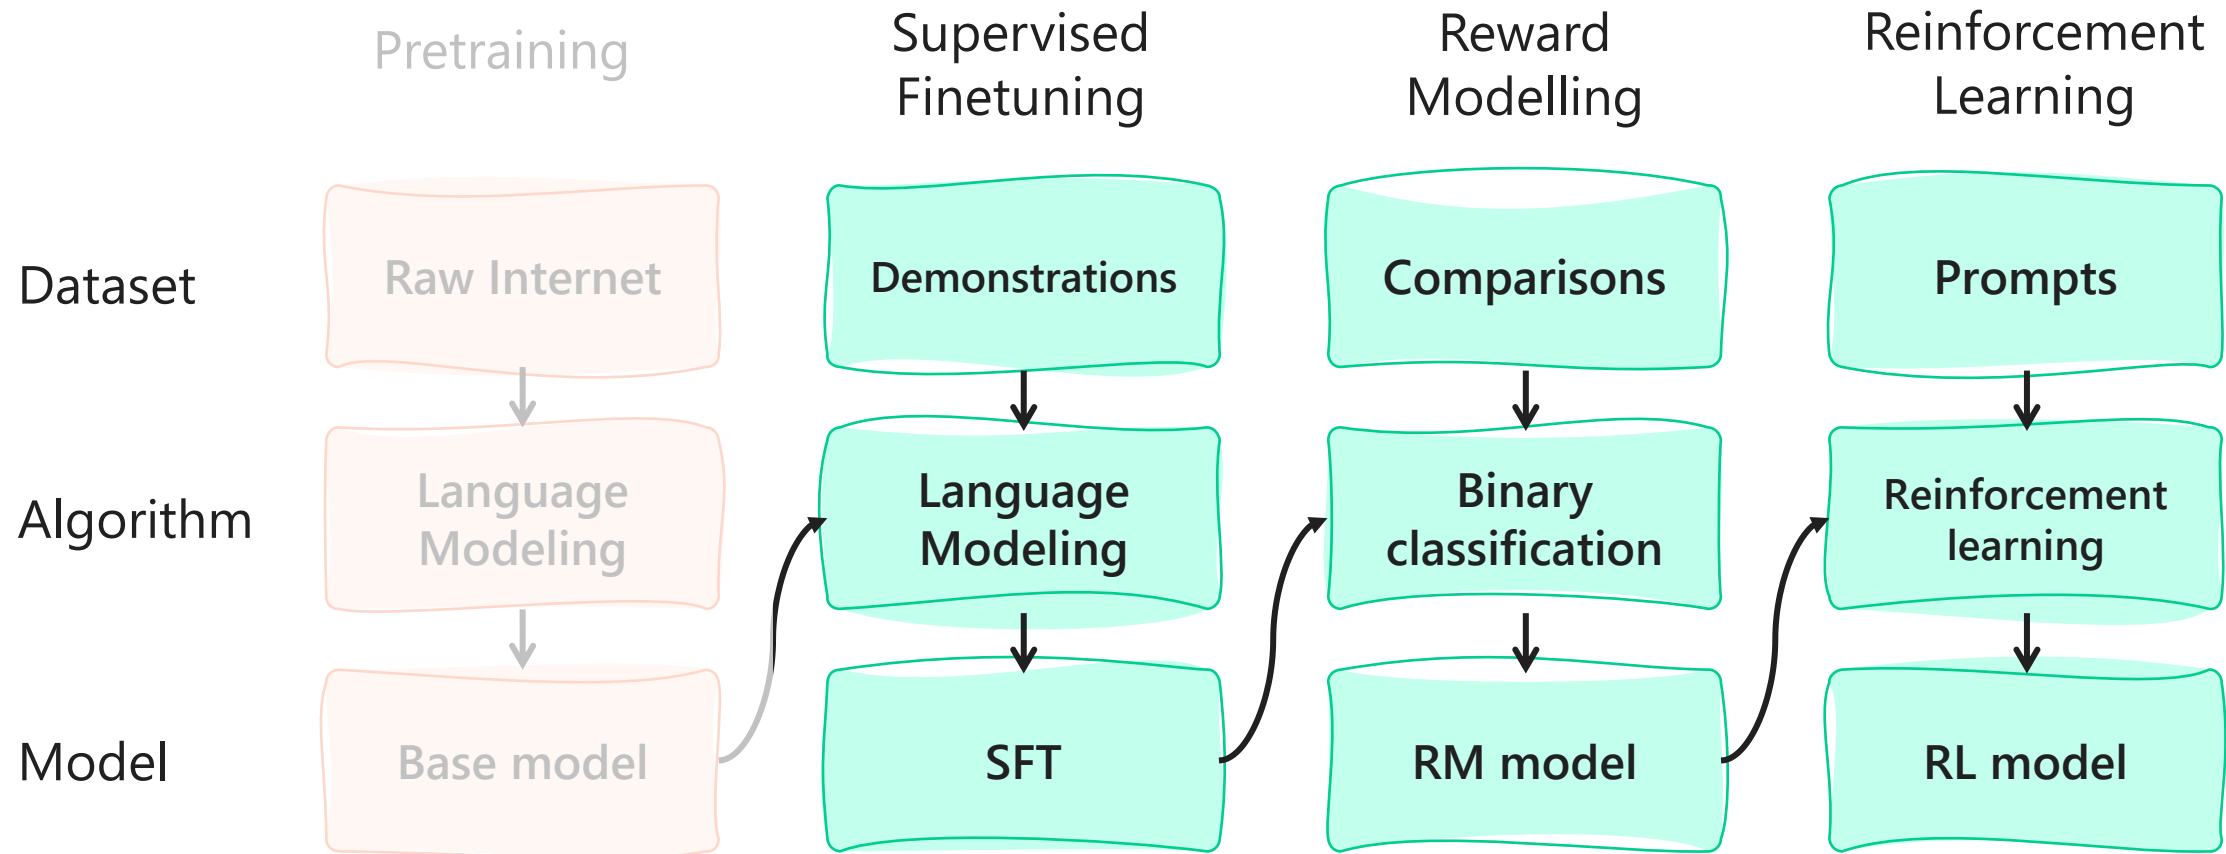 Pretraining
Supervised
Finetuning
Reward
Modelling
Reinforcement
Learning
Dataset
Raw Internet
Demonstrations
Comparisons
Prompts
Algorithm
Language
Modeling
Language
Modeling
Binary
classification
Reinforcement
learning
Model
Base model
SFT
RM model
RL model